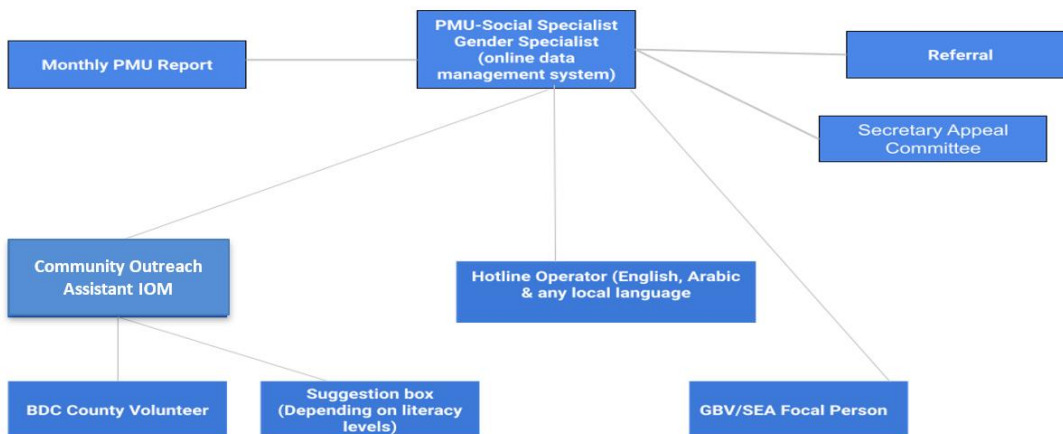 PMU-Social Specialist
Gender Specialist
(online data
management system)
Monthly PMU Report
Referral
Secretary Appeal
Committee
Community Outreach
Assistant IOM
Hotline Operator (English, Arabic
& any local language
BDC County Volunteer
Suggestion box
(Depending on literacy
levels)
GBV/SEA Focal Person